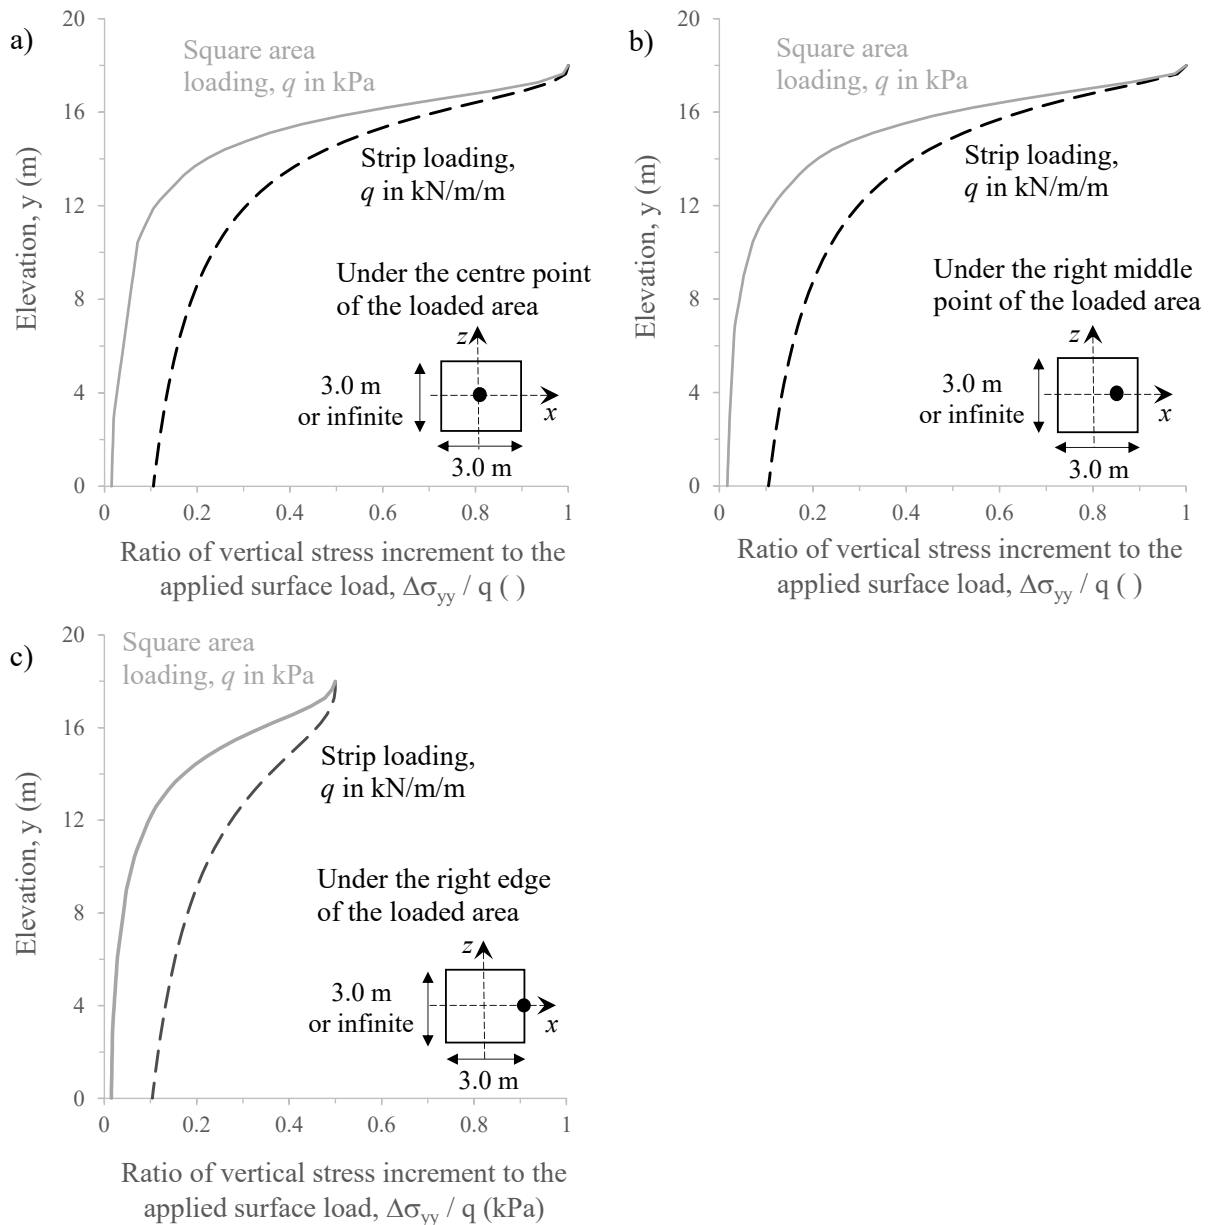 a)
Square area
loading, q in kPa
Strip loading,
q in kN/m/m
Under the centre point
of the loaded area
z
3.0 m
or infinite
x
3.0 m
Elevation, y (m)
20
16
12
8
4
0
0
0.2
0.4
0.6
0.8
1
Ratio of vertical stress increment to the
applied surface load, Δσyy / q ( )
b)
Square area
loading, q in kPa
Strip loading,
q in kN/m/m
Under the right middle
point of the loaded area
z
3.0 m
or infinite
x
3.0 m
Elevation, y (m)
20
16
12
8
4
0
0
0.2
0.4
0.6
0.8
1
Ratio of vertical stress increment to the
applied surface load, Δσyy / q ( )
c)
Square area
loading, q in kPa
Strip loading,
q in kN/m/m
Under the right edge
of the loaded area
z
3.0 m
or infinite
x
3.0 m
Elevation, y (m)
20
16
12
8
4
0
0
0.2
0.4
0.6
0.8
1
Ratio of vertical stress increment to the
applied surface load, Δσyy / q (kPa)